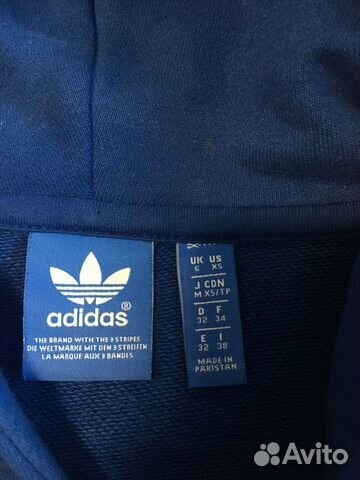 adidas®
THE BRAND WITH THE 3 STRIPES
DIE WELTMARKE MIT DEN 3 STREIFEN
LA MARQUE AUX 3 BANDES
UK US
6 XS
J CDN
M XS/TP
D F
32 34
E I
32 38
MADE IN
PAKISTAN
Avito